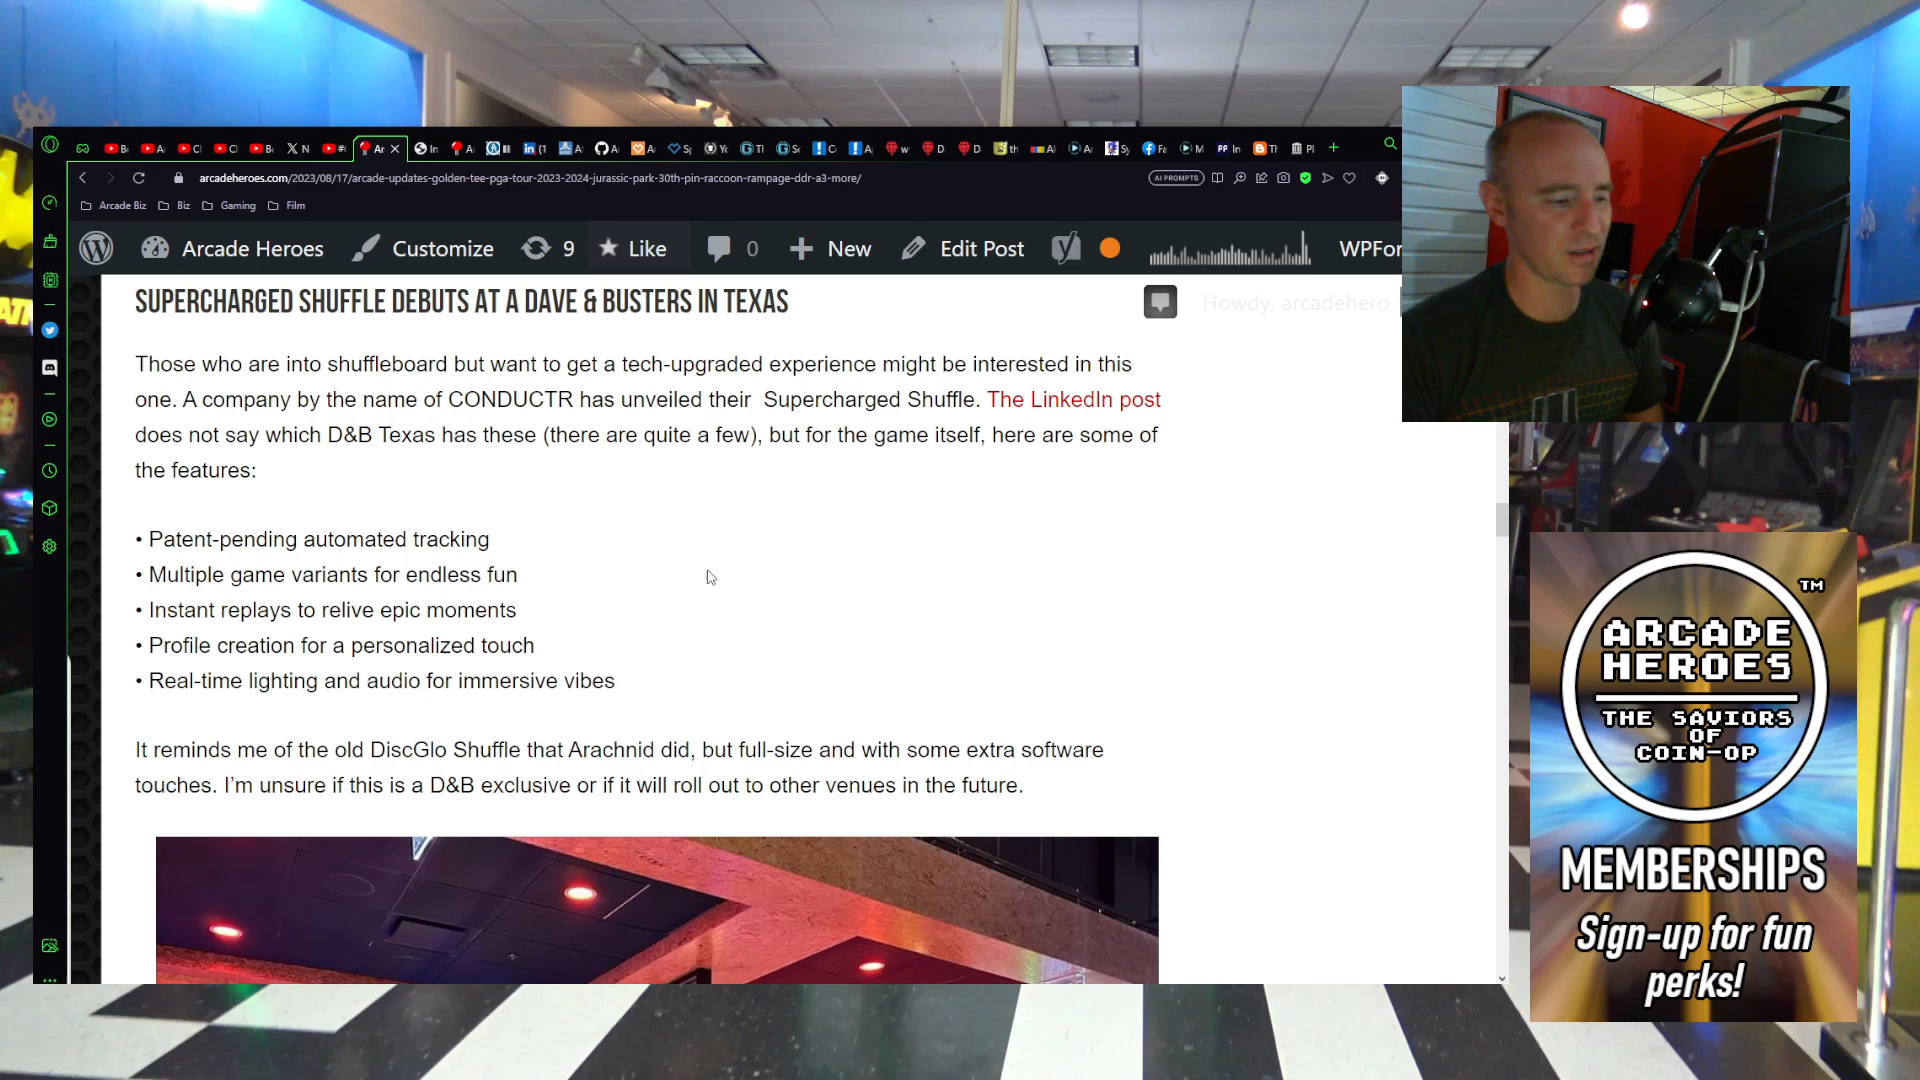 arcadeheroes.com/2023/08/17/arcade-updates-golden-tee-pga-tour-2023-2024-jurassic-park-30th-pin-raccoon-rampage-ddr-a3-more/
AI PROMPTS
Arcade Biz
Biz
Gaming
Film
Arcade Heroes
Customize
9
Like
0
New
Edit Post
WPFor
SUPERCHARGED SHUFFLE DEBUTS AT A DAVE & BUSTERS IN TEXAS
Howdy, arcadehero
Those who are into shuffleboard but want to get a tech-upgraded experience might be interested in this
one. A company by the name of CONDUCTR has unveiled their Supercharged Shuffle. The LinkedIn post
does not say which D&B Texas has these (there are quite a few), but for the game itself, here are some of
the features:
• Patent-pending automated tracking
• Multiple game variants for endless fun
• Instant replays to relive epic moments
• Profile creation for a personalized touch
• Real-time lighting and audio for immersive vibes
It reminds me of the old DiscGlo Shuffle that Arachnid did, but full-size and with some extra software
touches. I'm unsure if this is a D&B exclusive or if it will roll out to other venues in the future.
TM
ARCADE
HEROES
THE SAVIORS
OF
COIN-OP
MEMBERSHIPS
Sign-up for fun
perks!